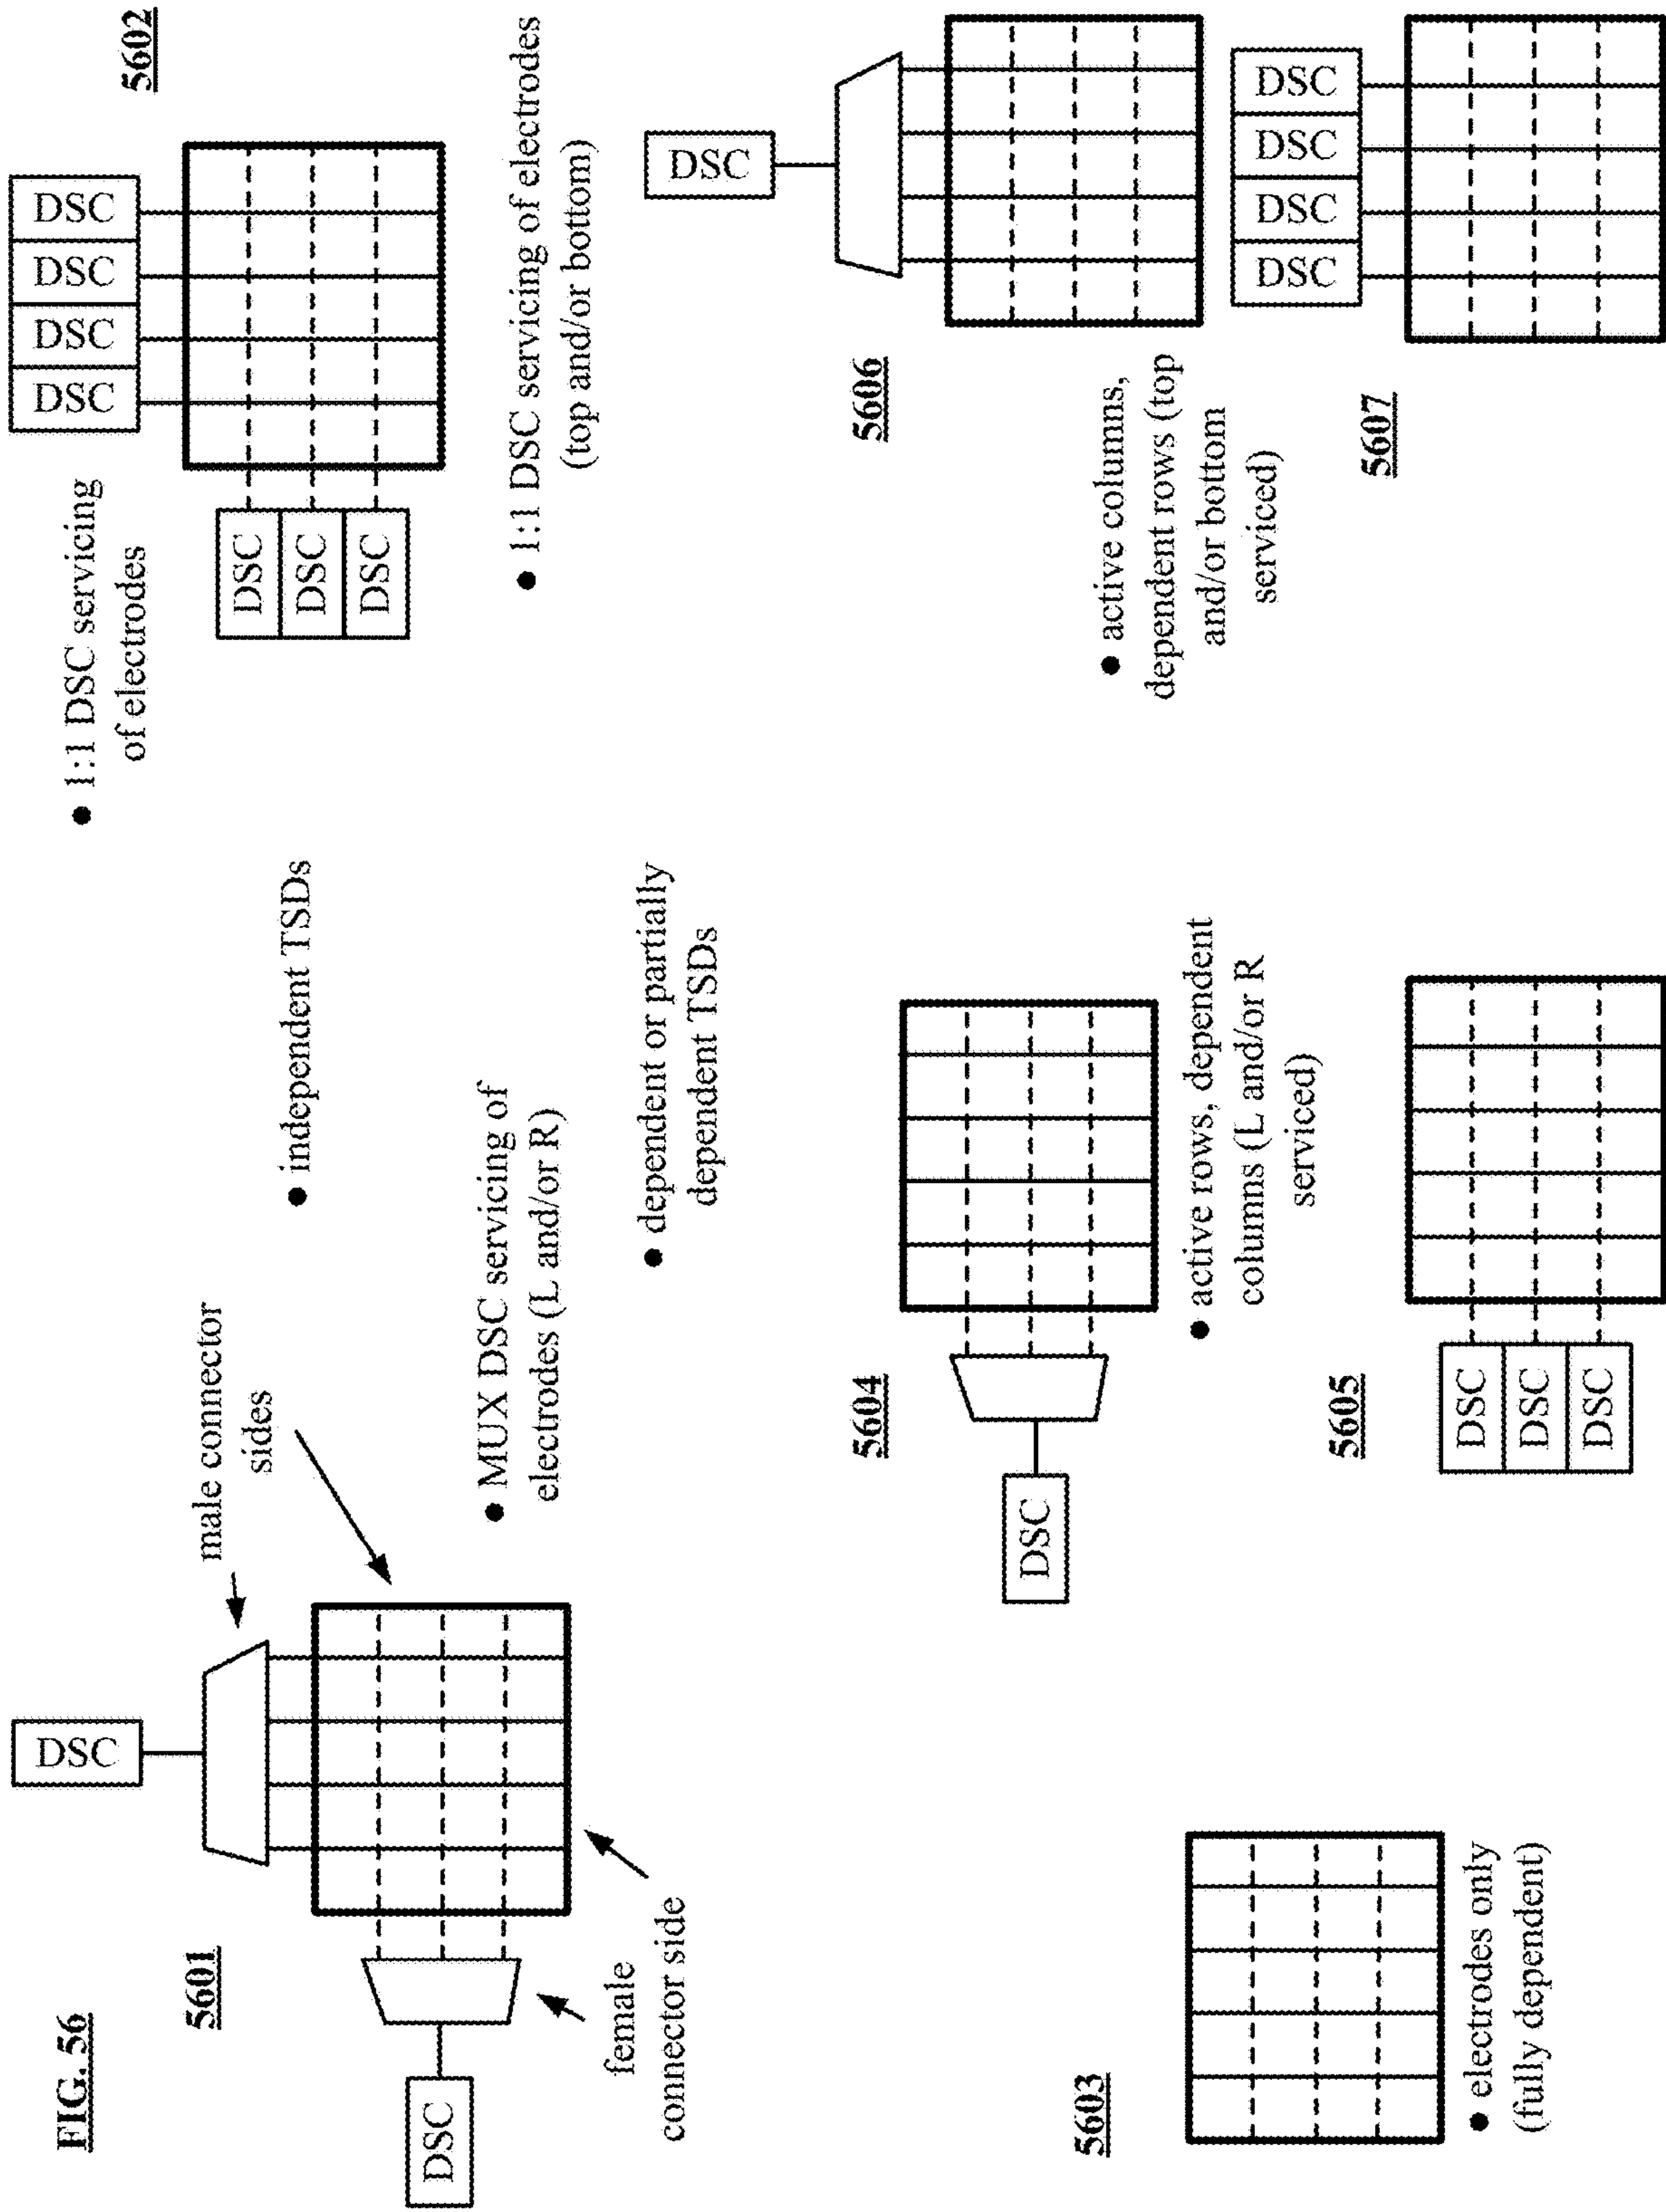 FIG. 56
5601
DSC
DSC
male connector
sides
female
connector side
• MUX DSC servicing of
electrodes (L and/or R)
• independent TSDs
• 1:1 DSC servicing
of electrodes
5602
DSC
DSC
DSC
DSC
DSC
DSC
DSC
• 1:1 DSC servicing of electrodes
(top and/or bottom)
• dependent or partially
dependent TSDs
5603
• electrodes only
(fully dependent)
5604
DSC
• active rows, dependent
columns (L and/or R
serviced)
5605
DSC
DSC
DSC
5606
DSC
• active columns,
dependent rows (top
and/or bottom
serviced)
5607
DSC
DSC
DSC
DSC